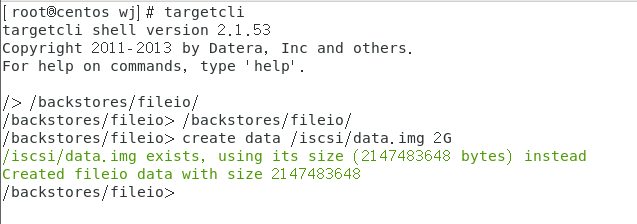 [root@centos wj]# targetcli
targetcli shell version 2.1.53
Copyright 2011-2013 by Datera, Inc and others.
For help on commands, type 'help'.
/> /backstores/fileio/
/backstores/fileio> /backstores/fileio/
/backstores/fileio> create data /iscsi/data.img 2G
/iscsi/data.img exists, using its size (2147483648 bytes) instead
Created fileio data with size 2147483648
/backstores/fileio>